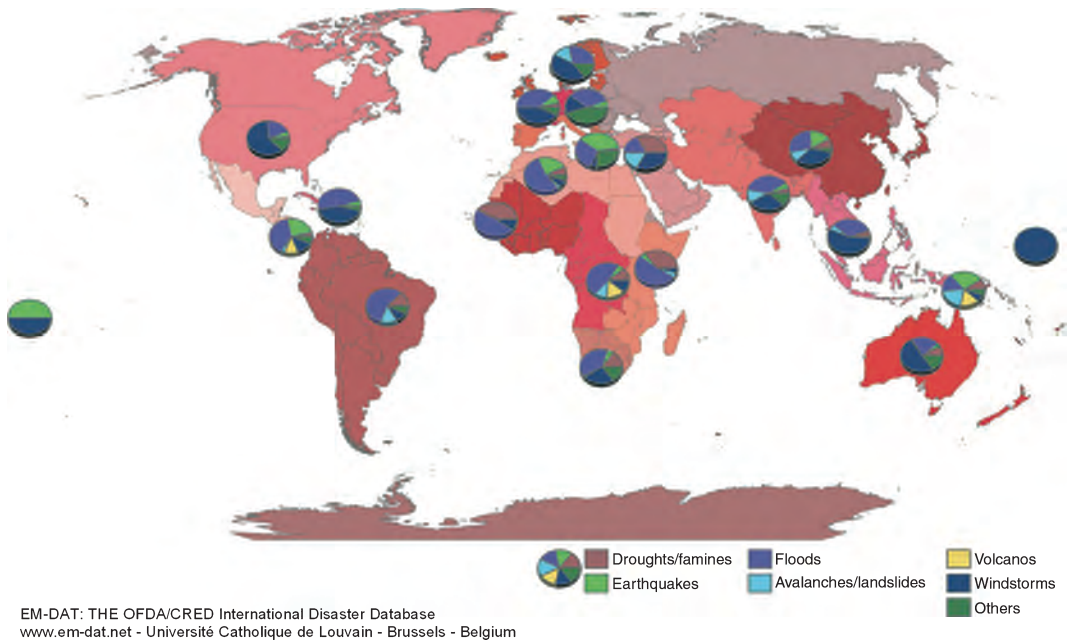 Droughts/famines
Floods
Volcanos
Earthquakes
Avalanches/landslides
Windstorms
Others
EM-DAT: THE OFDA/CRED International Disaster Database
www.em-dat.net - Université Catholique de Louvain - Brussels - Belgium